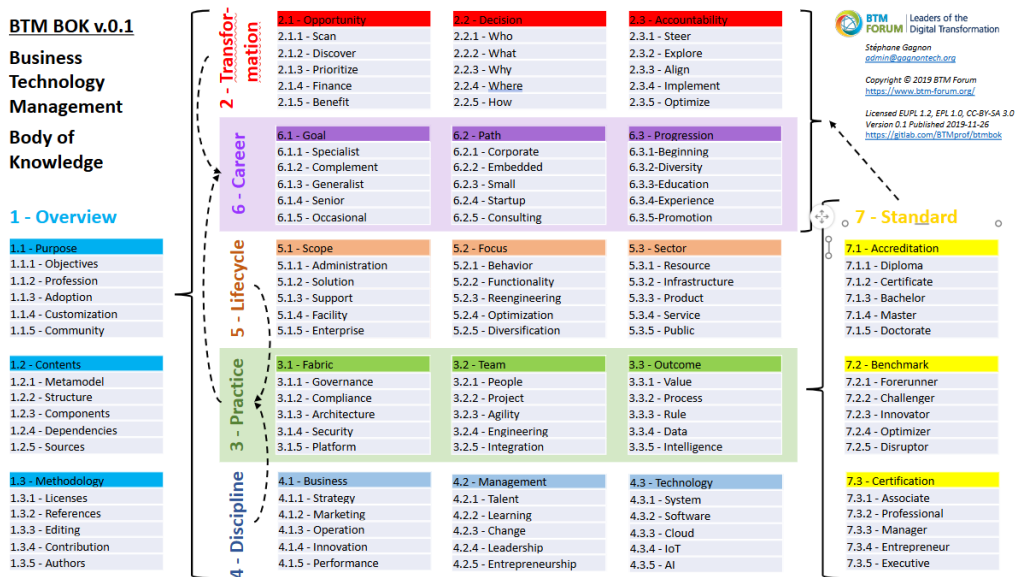 BTM BOK v.0.1
Business
Technology
Management
Body of
Knowledge
1 - Overview
1.1 - Purpose
1.1.1 - Objectives
1.1.2 - Profession
1.1.3 - Adoption
1.1.4 - Customization
1.1.5 - Community
1.2 - Contents
1.2.1 - Metamodel
1.2.2 - Structure
1.2.3 - Components
1.2.4 - Dependencies
1.2.5 - Sources
1.3 - Methodology
1.3.1 - Licenses
1.3.2 - References
1.3.3 - Editing
1.3.4 - Contribution
1.3.5 - Authors
2 - Transfor-
mation
2.1 - Opportunity
2.1.1 - Scan
2.1.2 - Discover
2.1.3 - Prioritize
2.1.4 - Finance
2.1.5 - Benefit
2.2 - Decision
2.2.1 - Who
2.2.2 - What
2.2.3 - Why
2.2.4 - Where
2.2.5 - How
2.3 - Accountability
2.3.1 - Steer
2.3.2 - Explore
2.3.3 - Align
2.3.4 - Implement
2.3.5 - Optimize
6 - Career
6.1 - Goal
6.1.1 - Specialist
6.1.2 - Complement
6.1.3 - Generalist
6.1.4 - Senior
6.1.5 - Occasional
6.2 - Path
6.2.1 - Corporate
6.2.2 - Embedded
6.2.3 - Small
6.2.4 - Startup
6.2.5 - Consulting
6.3 - Progression
6.3.1-Beginning
6.3.2-Diversity
6.3.3-Education
6.3.4-Experience
6.3.5-Promotion
5 - Lifecycle
5.1 - Scope
5.1.1 - Administration
5.1.2 - Solution
5.1.3 - Support
5.1.4 - Facility
5.1.5 - Enterprise
5.2 - Focus
5.2.1 - Behavior
5.2.2 - Functionality
5.2.3 - Reengineering
5.2.4 - Optimization
5.2.5 - Diversification
5.3 - Sector
5.3.1 - Resource
5.3.2 - Infrastructure
5.3.3 - Product
5.3.4 - Service
5.3.5 - Public
3 - Practice
3.1 - Fabric
3.1.1 - Governance
3.1.2 - Compliance
3.1.3 - Architecture
3.1.4 - Security
3.1.5 - Platform
3.2 - Team
3.2.1 - People
3.2.2 - Project
3.2.3 - Agility
3.2.4 - Engineering
3.2.5 - Integration
3.3 - Outcome
3.3.1 - Value
3.3.2 - Process
3.3.3 - Rule
3.3.4 - Data
3.3.5 - Intelligence
4 - Discipline
4.1 - Business
4.1.1 - Strategy
4.1.2 - Marketing
4.1.3 - Operation
4.1.4 - Innovation
4.1.5 - Performance
4.2 - Management
4.2.1 - Talent
4.2.2 - Learning
4.2.3 - Change
4.2.4 - Leadership
4.2.5 - Entrepreneurship
4.3 - Technology
4.3.1 - System
4.3.2 - Software
4.3.3 - Cloud
4.3.4 - IoT
4.3.5 - AI
BTM
FORUM
Leaders of the
Digital Transformation
Stéphane Gagnon
admin@gagnontech.org
Copyright © 2019 BTM Forum
https://www.btm-forum.org/
Licensed EUPL 1.2, EPL 1.0, CC-BY-SA 3.0
Version 0.1 Published 2019-11-26
https://gitlab.com/BTMprof/btmbok
7 - Standard
7.1 - Accreditation
7.1.1 - Diploma
7.1.2 - Certificate
7.1.3 - Bachelor
7.1.4 - Master
7.1.5 - Doctorate
7.2 - Benchmark
7.2.1 - Forerunner
7.2.2 - Challenger
7.2.3 - Innovator
7.2.4 - Optimizer
7.2.5 - Disruptor
7.3 - Certification
7.3.1 - Associate
7.3.2 - Professional
7.3.3 - Manager
7.3.4 - Entrepreneur
7.3.5 - Executive